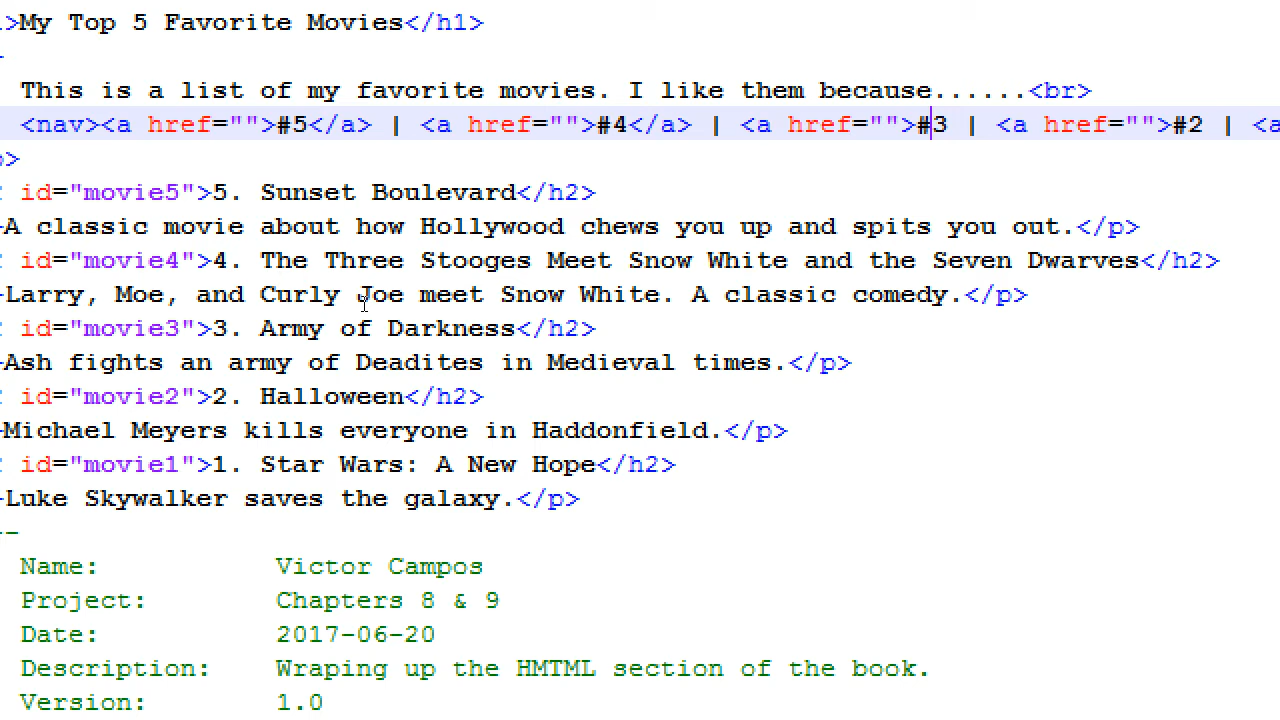 >My Top 5 Favorite Movies</h1>
This is a list of my favorite movies. I like them because......<br>
<nav><a href="">#5</a> | <a href="">#4</a> | <a href="">#3 | <a href="">#2 | <a
>
id="movie5">5. Sunset Boulevard</h2>
A classic movie about how Hollywood chews you up and spits you out.</p>
id="movie4">4. The Three Stooges Meet Snow White and the Seven Dwarves</h2>
Larry, Moe, and Curly Joe meet Snow White. A classic comedy.</p>
id="movie3">3. Army of Darkness</h2>
Ash fights an army of Deadites in Medieval times.</p>
id="movie2">2. Halloween</h2>
Michael Meyers kills everyone in Haddonfield.</p>
id="movie1">1. Star Wars: A New Hope</h2>
Luke Skywalker saves the galaxy.</p>
Name: Victor Campos
Project: Chapters 8 & 9
Date: 2017-06-20
Description: Wraping up the HMTML section of the book.
Version: 1.0